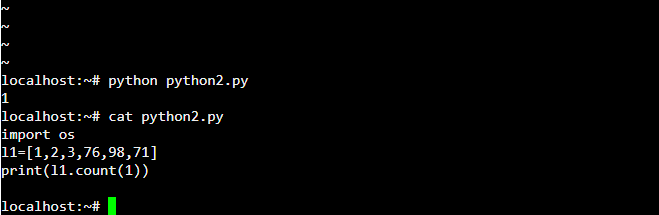 ~
~
~
~
localhost:~# python python2.py
1
localhost:~# cat python2.py
import os
l1=[1,2,3,76,98,71]
print(l1.count(1))
localhost:~#